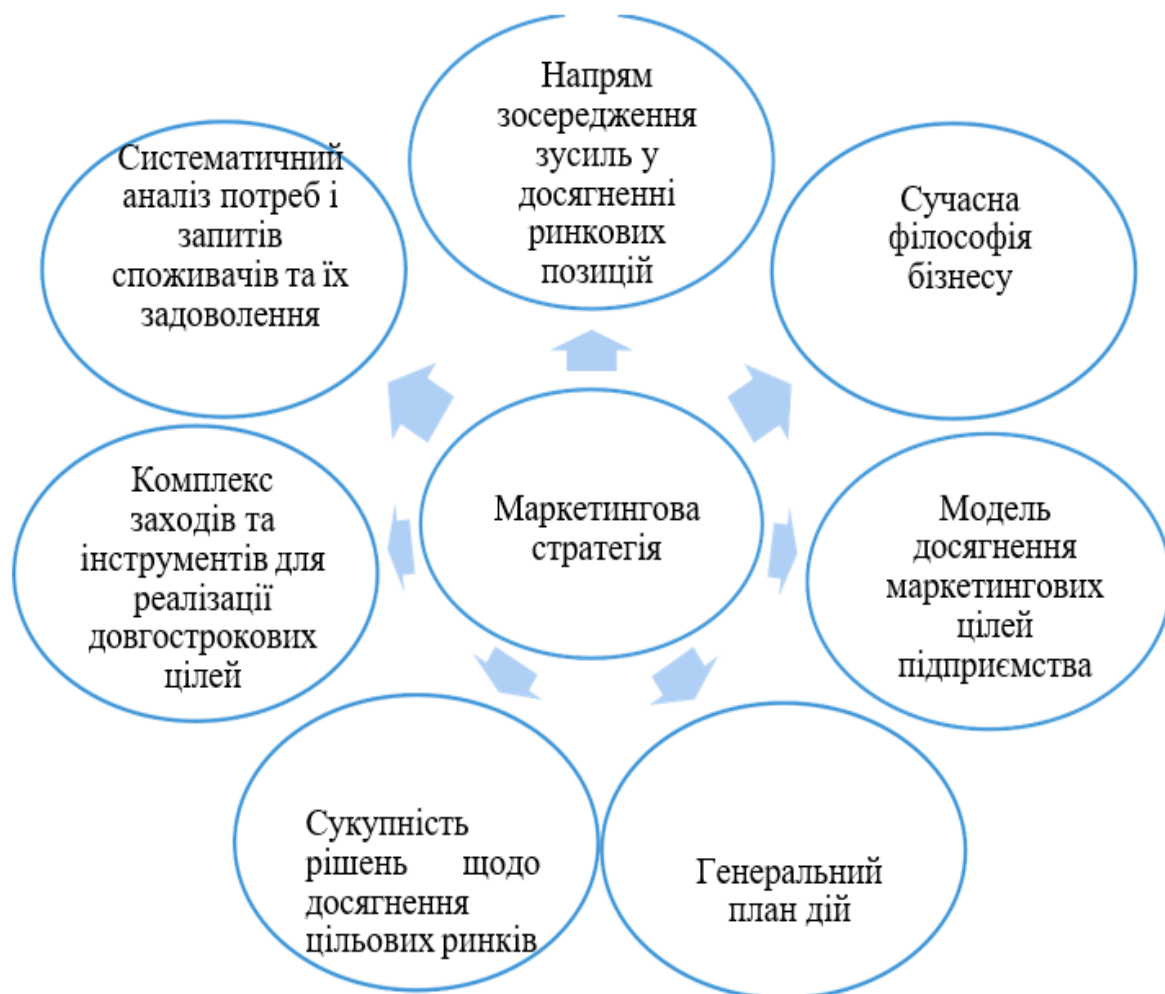 Напрям
зосередження
зусиль у
досягненні
ринкових
позицій
Систематичний
аналіз потреб і
запитів
споживачів та їх
задоволення
Сучасна
філософія
бізнесу
Комплекс
заходів та
інструментів для
реалізації
довгострокових
цілей
Маркетингова
стратегія
Модель
досягнення
маркетингових
цілей
підприємства
Сукупність
рішень щодо
досягнення
цільових ринків
Генеральний
план дій